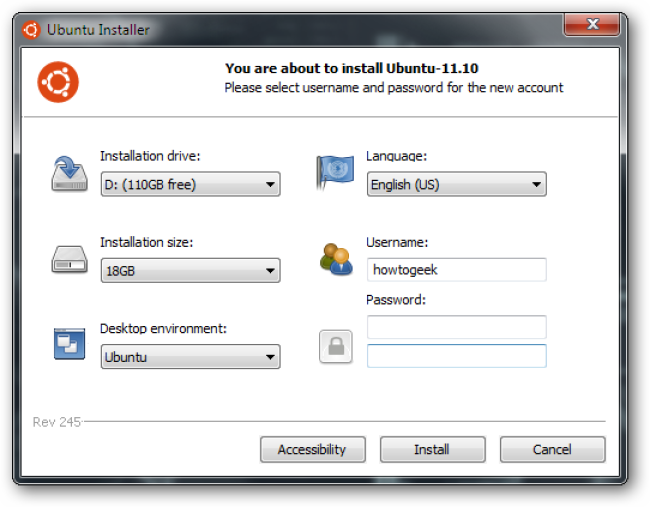 Ubuntu Installer
You are about to install Ubuntu-11.10
Please select username and password for the new account
Installation drive:
D: (110GB free)
Language:
English (US)
Installation size:
18GB
Username:
howtogeek
Password:
Desktop environment:
Ubuntu
Rev 245
Accessibility
Install
Cancel